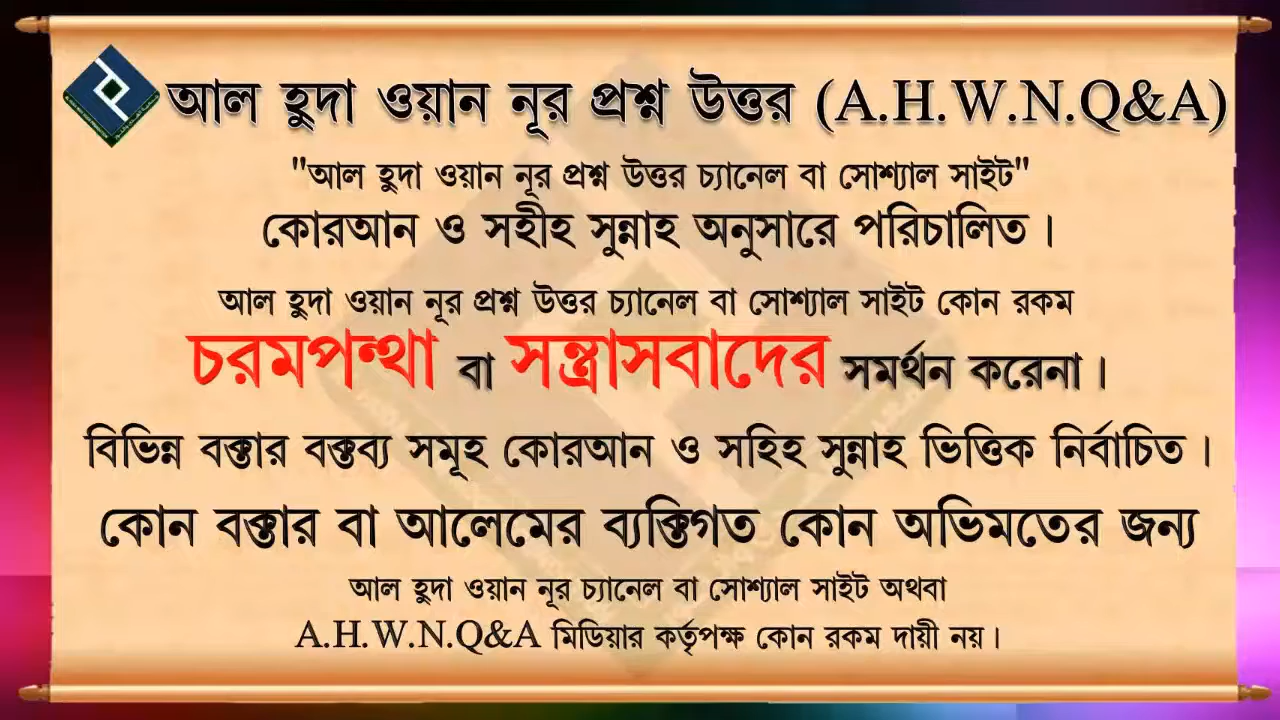 আল হুদা ওয়ান নূর প্রশ্ন উত্তর (A.H.W.N.Q&A)
"আল হুদা ওয়ান নূর প্রশ্ন উত্তর চ্যানেল বা সোশ্যাল সাইট"
কোরআন ও সহীহ সুন্নাহ অনুসারে পরিচালিত।
আল হুদা ওয়ান নূর প্রশ্ন উত্তর চ্যানেল বা সোশ্যাল সাইট কোন রকম
চরমপন্থা বা সন্ত্রাসবাদের সমর্থন করেনা।
বিভিন্ন বক্তার বক্তব্য সমূহ কোরআন ও সহিহ সুন্নাহ ভিত্তিক নির্বাচিত।
কোন বক্তার বা আলেমের ব্যক্তিগত কোন অভিমতের জন্য
আল হুদা ওয়ান নূর চ্যানেল বা সোশ্যাল সাইট অথবা
A.H.W.N.Q&A মিডিয়ার কর্তৃপক্ষ কোন রকম দায়ী নয়।